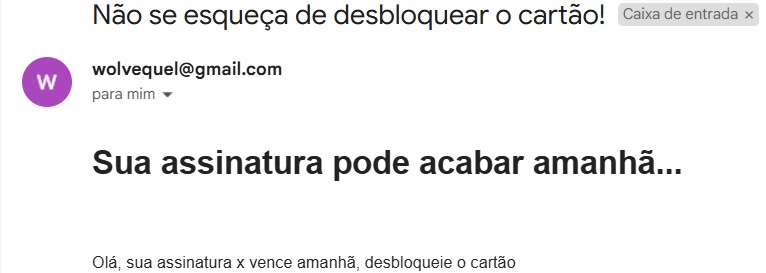 Não se esqueça de desbloquear o cartão! Caixa de entrada ×
W
wolvequel@gmail.com
para mim
Sua assinatura pode acabar amanhã...
Olá, sua assinatura x vence amanhã, desbloqueie o cartão